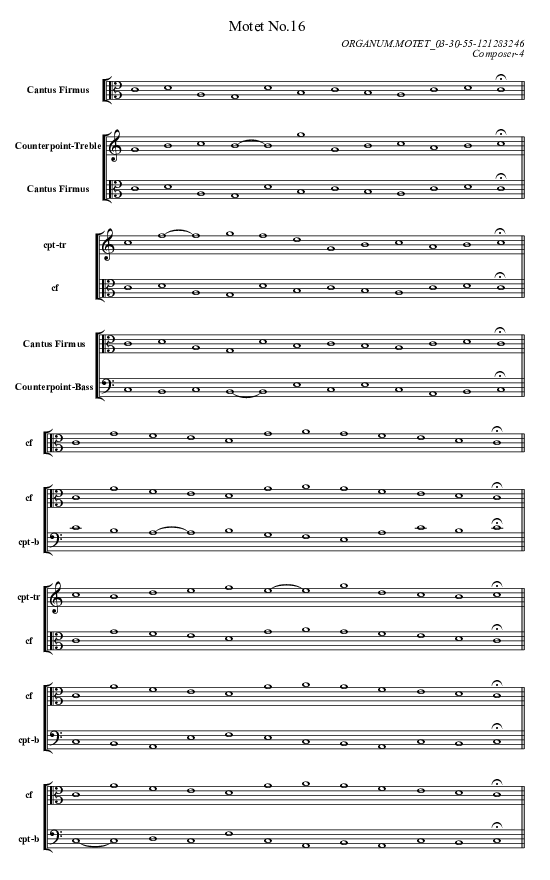 Motet No.16
ORGANUM.MOTET_03-30-55-121283246
Composer-4
Cantus Firmus
Counterpoint-Treble
Cantus Firmus
cpt-tr
cf
Cantus Firmus
Counterpoint-Bass
cf
cf
cpt-b
cpt-tr
cf
cf
cpt-b
cf
cpt-b